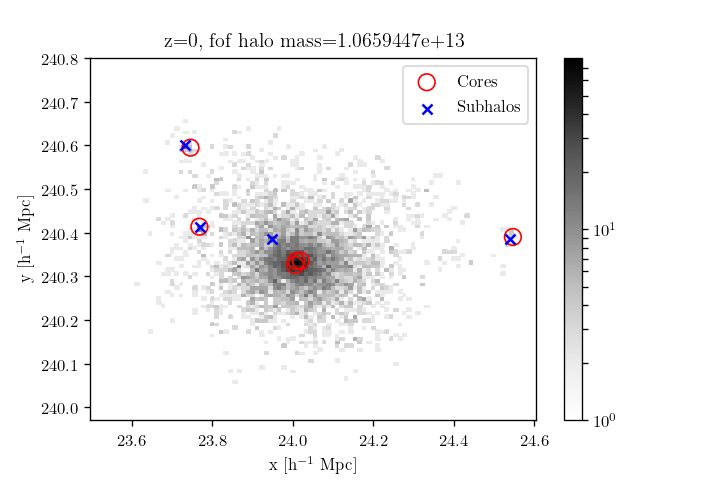 z=0, fof halo mass=1.0659447e+13
Cores
Subhalos
y [h⁻¹ Mpc]
240.8
240.7
240.6
240.5
240.4
240.3
240.2
240.1
240.0
23.6 23.8 24.0 24.2 24.4 24.6
x [h⁻¹ Mpc]
10¹
10⁰